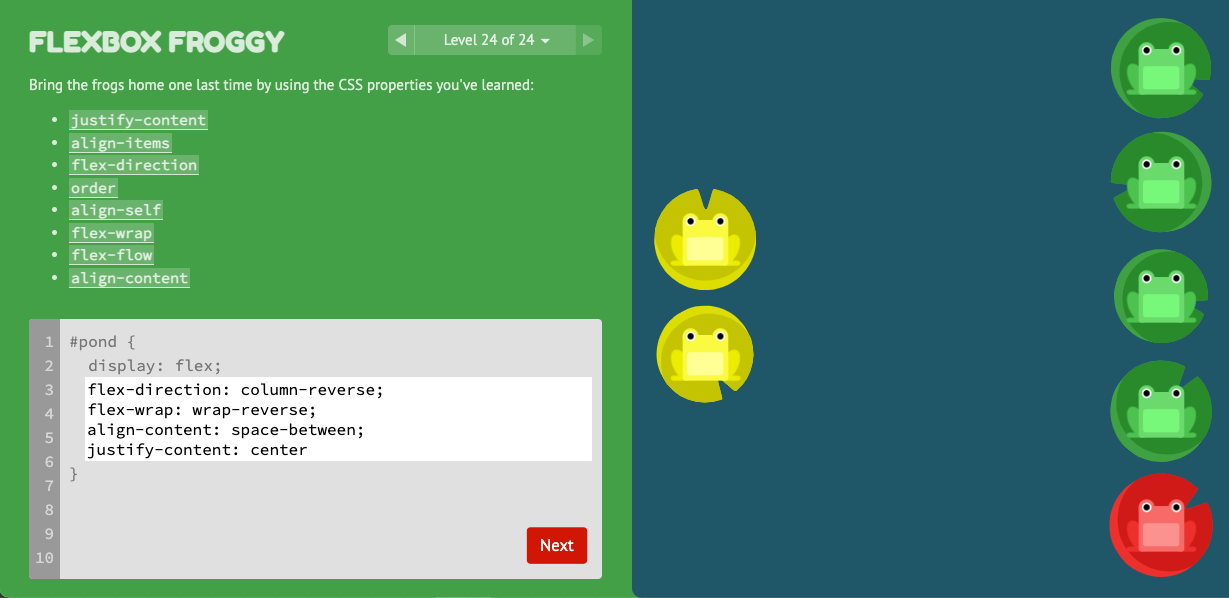 FLEXBOX FROGGY
Level 24 of 24
Bring the frogs home one last time by using the CSS properties you've learned:
justify-content
align-items
flex-direction
order
align-self
flex-wrap
flex-flow
align-content
1 #pond {
2 display: flex;
3 flex-direction: column-reverse;
4 flex-wrap: wrap-reverse;
5 align-content: space-between;
6 justify-content: center
7 }
8
9
10
Next